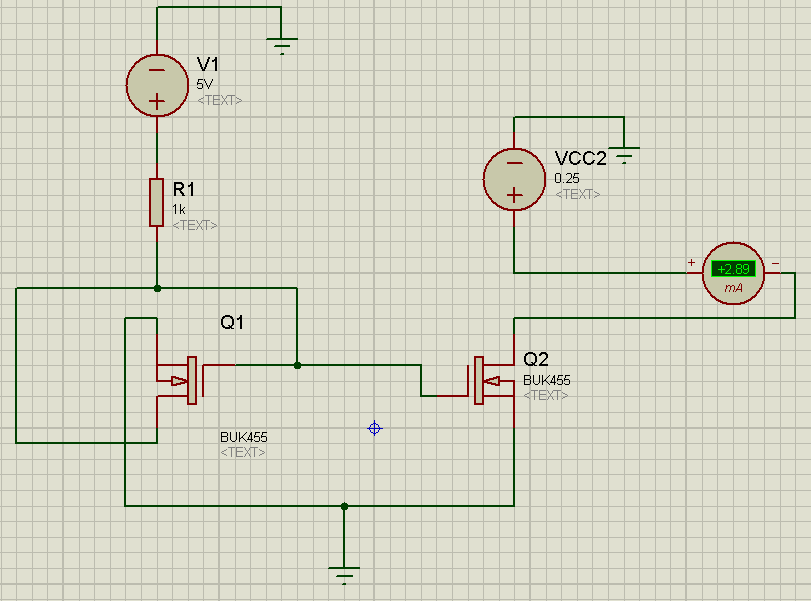 V1
5V
<TEXT>
R1
1k
<TEXT>
VCC2
0.25
<TEXT>
+ −
+2.89
mA
Q1
BUK455
<TEXT>
Q2
BUK455
<TEXT>